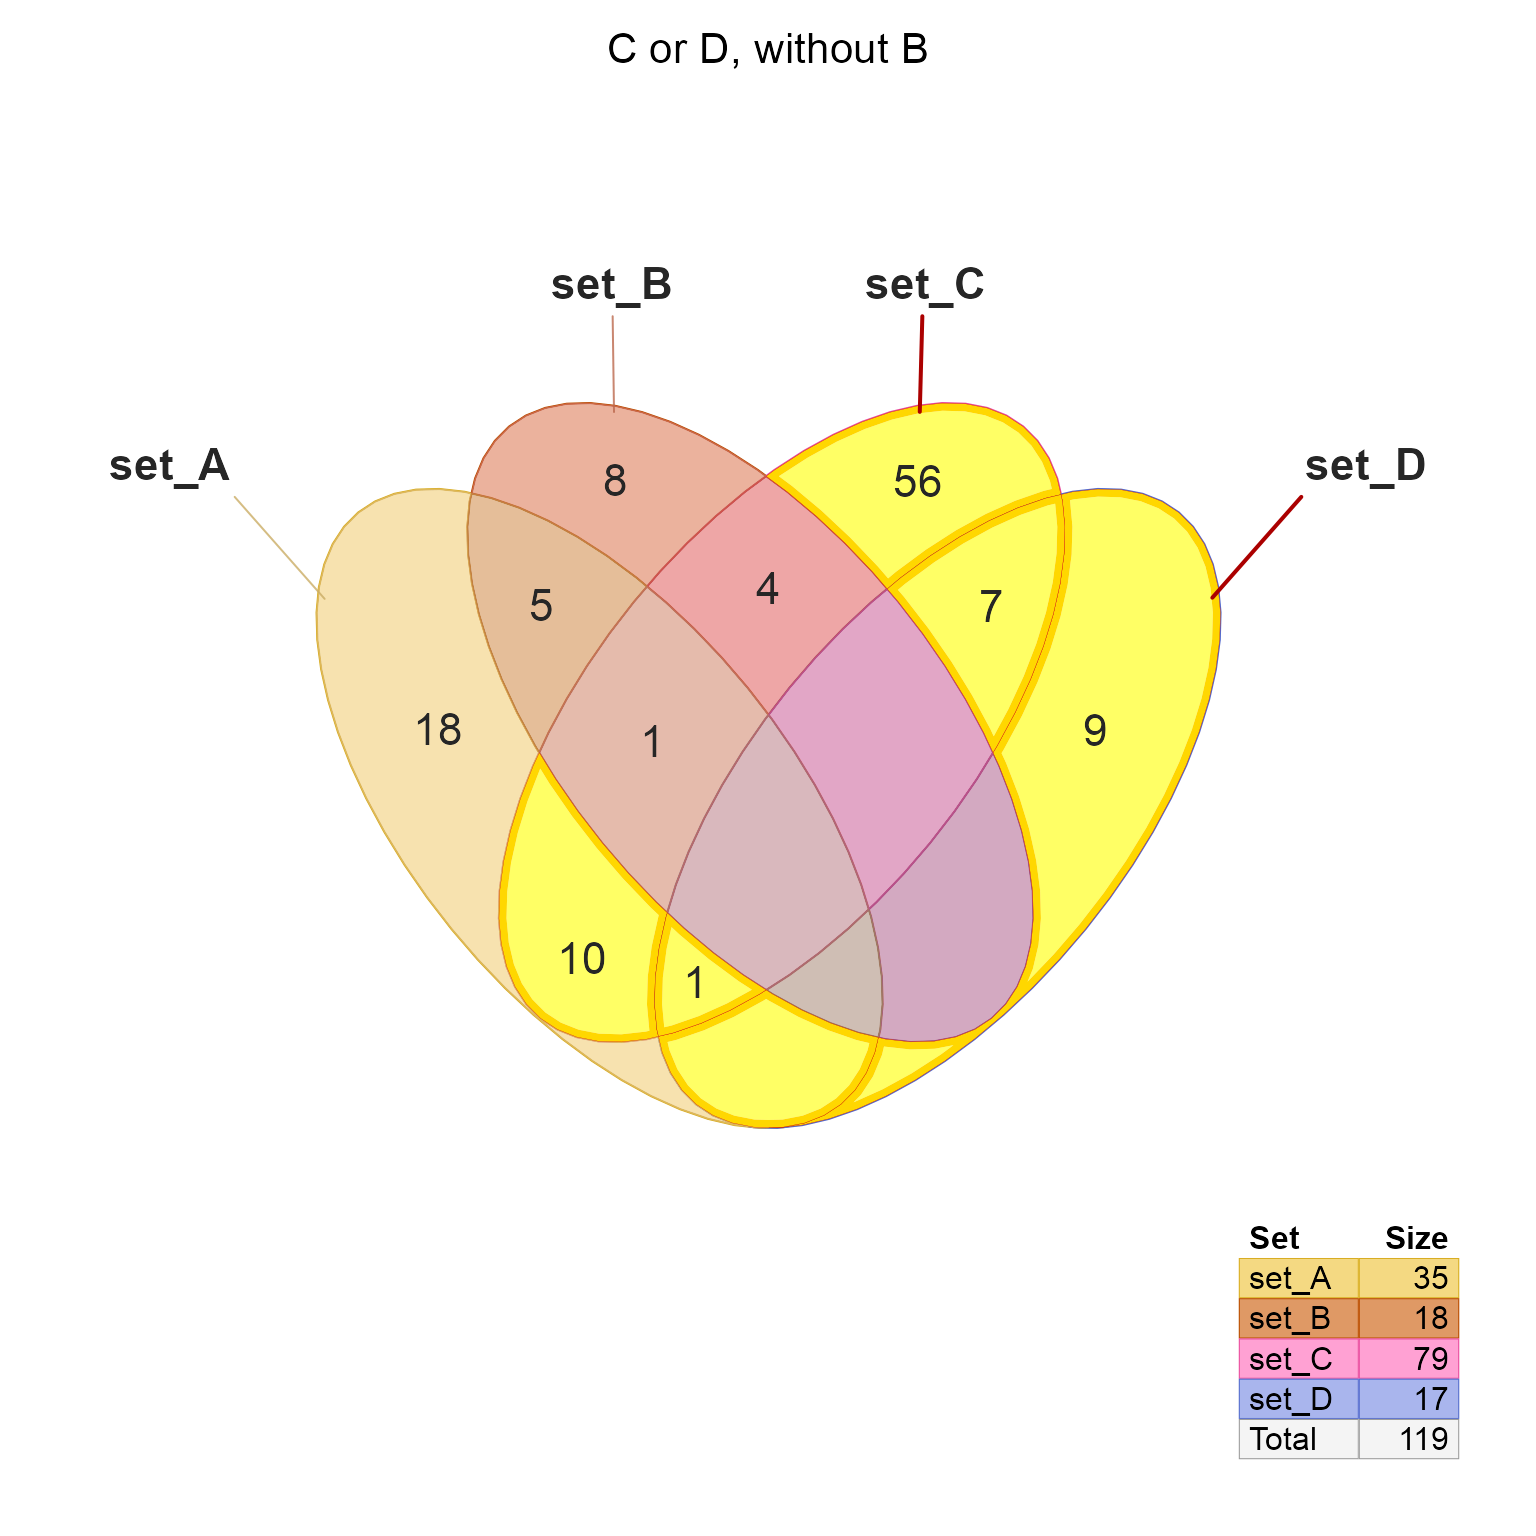 C or D, without B
set_B
set_C
set_A
set_D
8
56
4
5
7
18
1
9
10
1
Set Size
set_A 35
set_B 18
set_C 79
set_D 17
Total 119